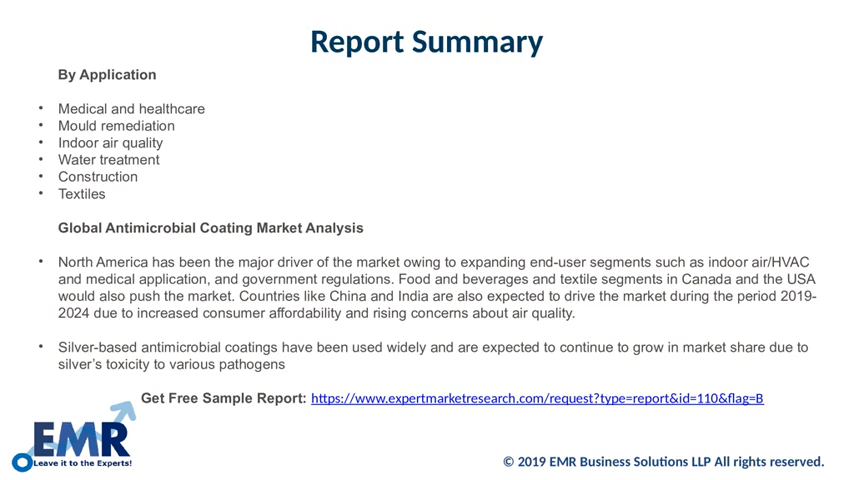 Report Summary
By Application
• Medical and healthcare
• Mould remediation
• Indoor air quality
• Water treatment
• Construction
• Textiles
Global Antimicrobial Coating Market Analysis
• North America has been the major driver of the market owing to expanding end-user segments such as indoor air/HVAC
and medical application, and government regulations. Food and beverages and textile segments in Canada and the USA
would also push the market. Countries like China and India are also expected to drive the market during the period 2019-
2024 due to increased consumer affordability and rising concerns about air quality.
• Silver-based antimicrobial coatings have been used widely and are expected to continue to grow in market share due to
silver’s toxicity to various pathogens
Get Free Sample Report: https://www.expertmarketresearch.com/request?type=report&id=110&flag=B
EMR
Leave it to the Experts!
© 2019 EMR Business Solutions LLP All rights reserved.